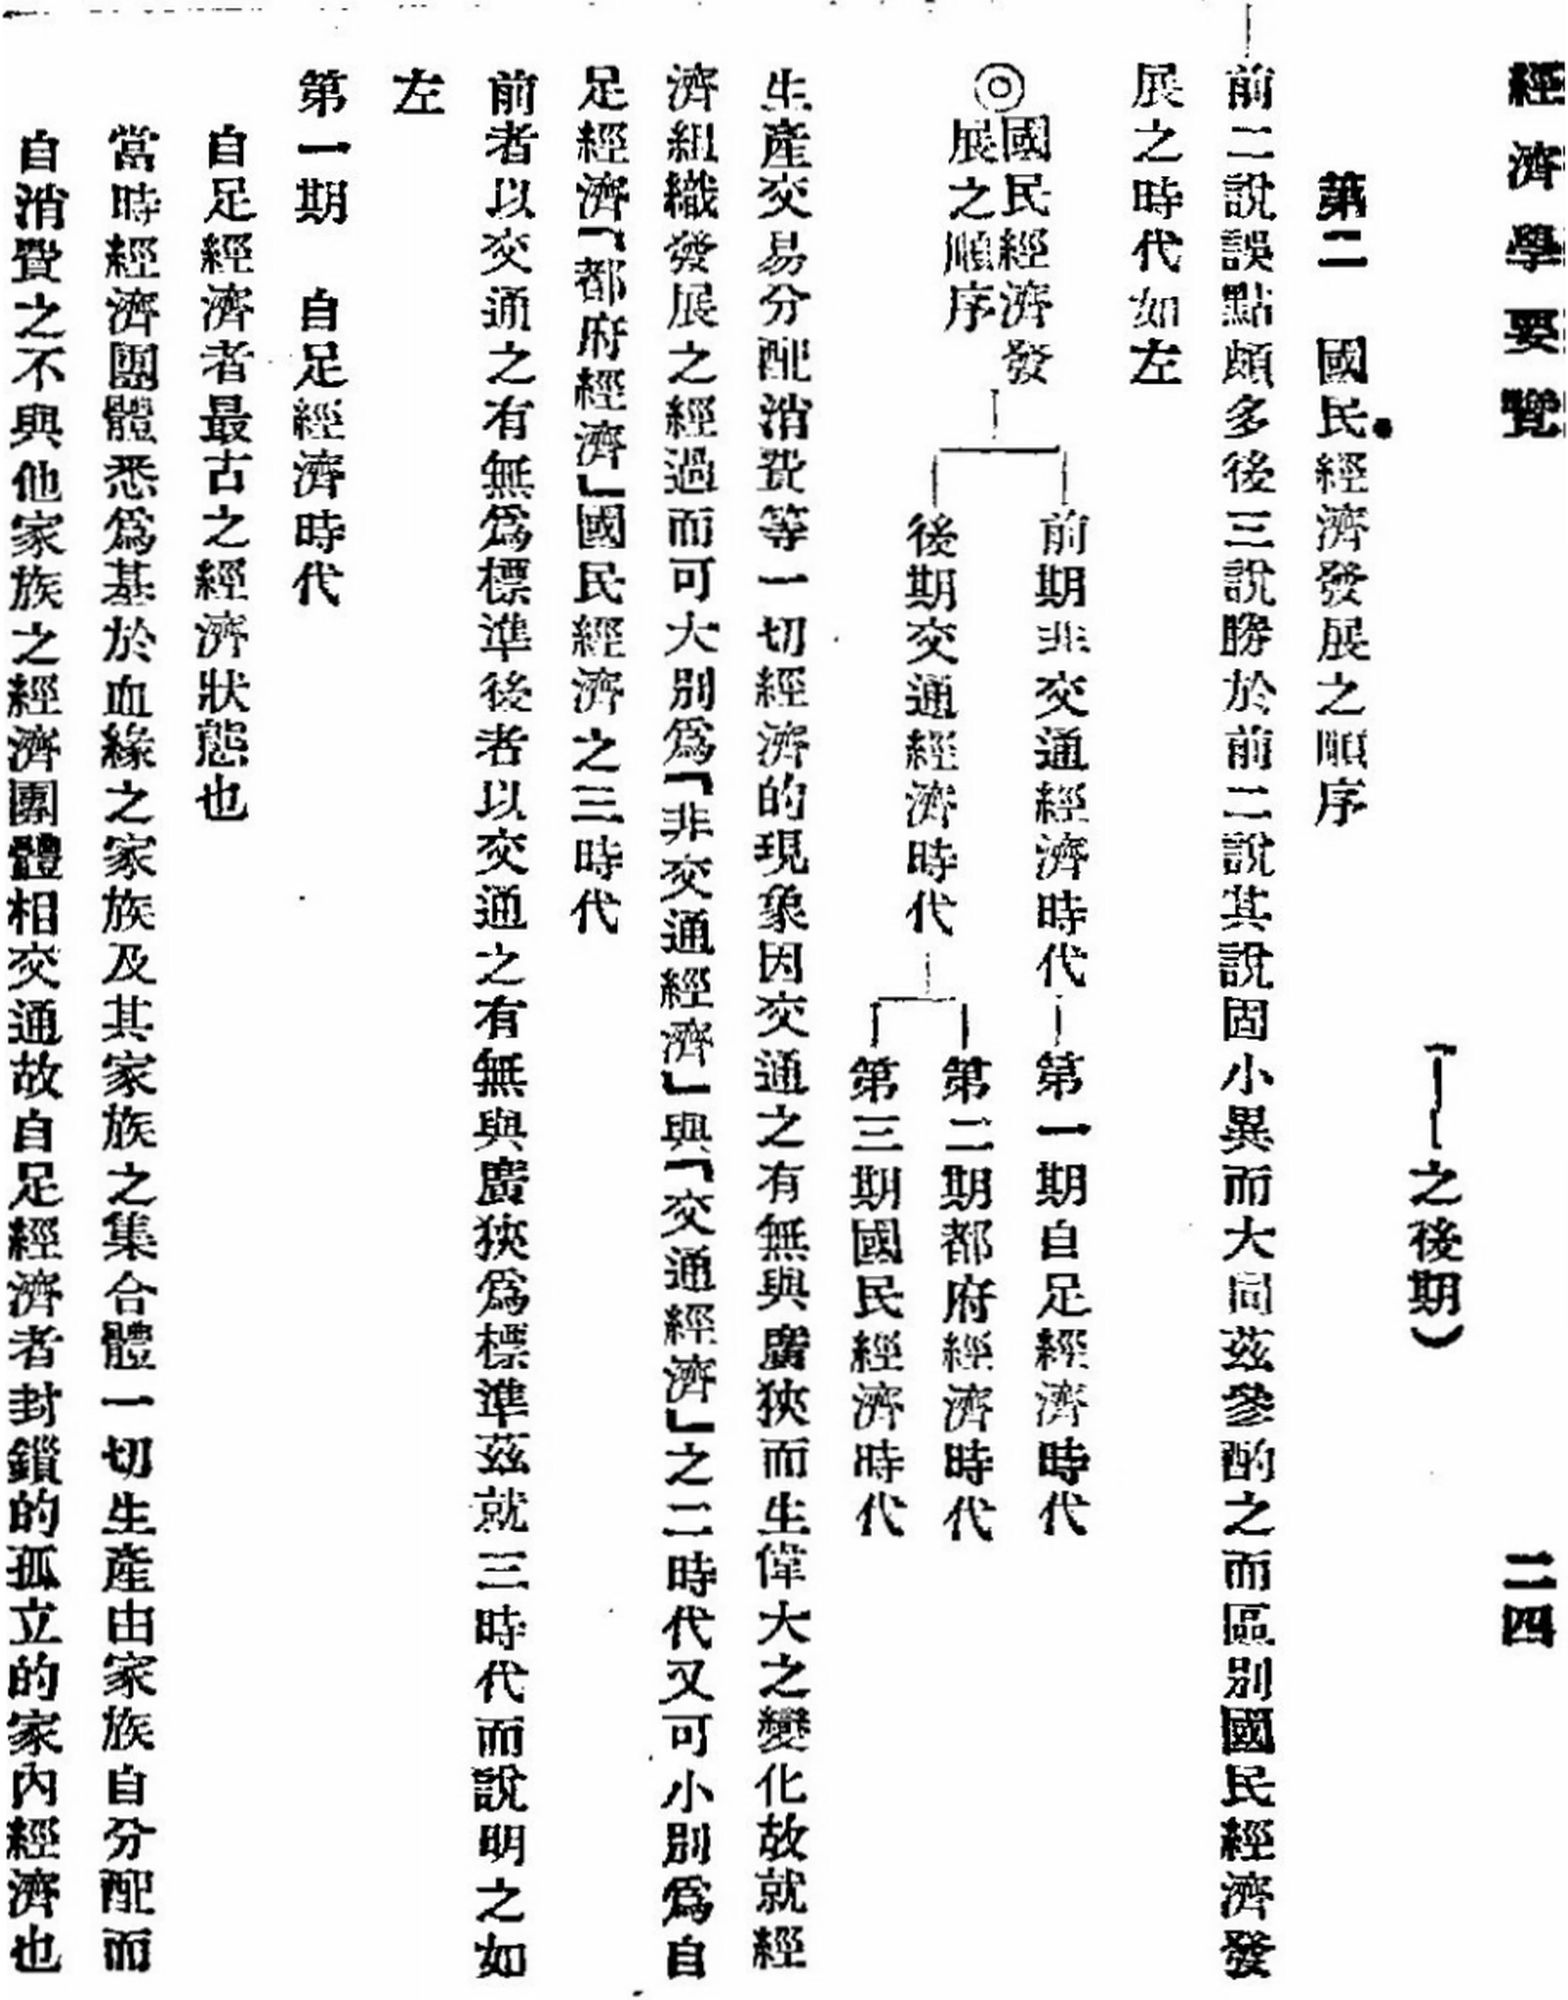 經濟學要覽
二四
之後期)
第二 國民經濟發展之順序
前二說誤點頗多後三說勝於前二說其說固小異而大同茲參酌之而區別國民經濟發
展之時代如左
◎國民經濟發
展之順序
前期非交通經濟時代
第一期自足經濟時代
後期交通經濟時代
第二期都府經濟時代
第三期國民經濟時代
生產交易分配消費等一切經濟的現象因交通之有無與廣狹而生偉大之變化故就經
濟組織發展之經過而可大別爲「非交通經濟」與「交通經濟」之二時代又可小別爲自
足經濟「都府經濟」國民經濟之三時代
前者以交通之有無爲標準後者以交通之有無與廣狹爲標準茲就三時代而說明之如
左
第一期 自足經濟時代
自足經濟者最古之經濟狀態也
當時經濟團體悉爲基於血緣之家族及其家族之集合體一切生產由家族自分配而
自消費之不與他家族之經濟團體相交通故自足經濟者封鎖的孤立的家內經濟也